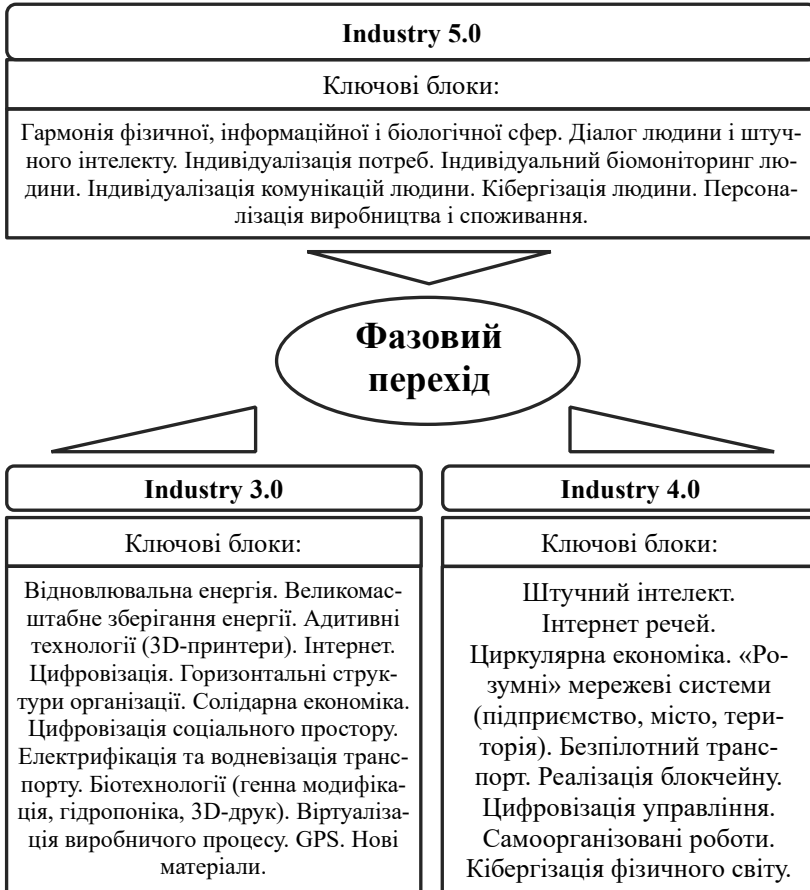 Industry 5.0
Ключові блоки:
Гармонія фізичної, інформаційної і біологічної сфер. Діалог людини і штуч-
ного інтелекту. Індивідуалізація потреб. Індивідуальний біомоніторинг лю-
дини. Індивідуалізація комунікацій людини. Кібергізація людини. Персона-
лізація виробництва і споживання.
Фазовий
перехід
Industry 3.0
Ключові блоки:
Відновлювальна енергія. Великомас-
штабне зберігання енергії. Адитивні
технології (3D-принтери). Інтернет.
Цифровізація. Горизонтальні струк-
тури організації. Солідарна економіка.
Цифровізація соціального простору.
Електрифікація та водневізація транс-
порту. Біотехнології (генна модифіка-
ція, гідропоніка, 3D-друк). Віртуаліза-
ція виробничого процесу. GPS. Нові
матеріали.
Industry 4.0
Ключові блоки:
Штучний інтелект.
Інтернет речей.
Циркулярна економіка. «Ро-
зумні» мережеві системи
(підприємство, місто, тери-
торія). Безпілотний транс-
порт. Реалізація блокчейну.
Цифровізація управління.
Самоорганізовані роботи.
Кібергізація фізичного світу.